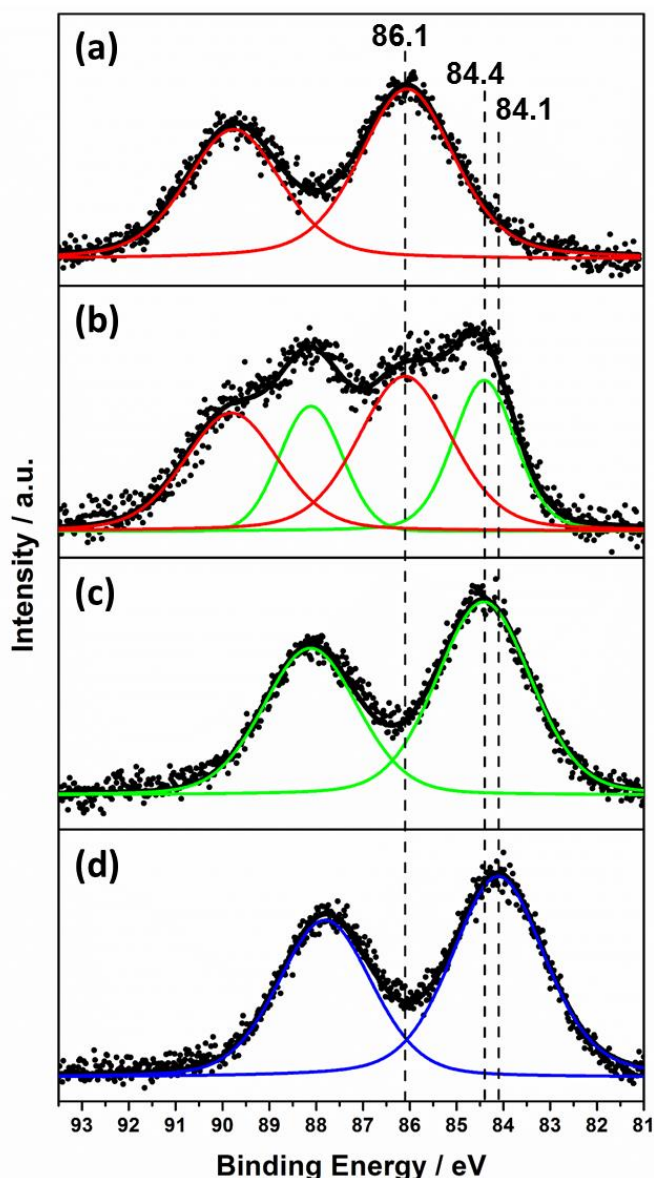 (a)
86.1
84.4
84.1
(b)
(c)
(d)
Intensity / a.u.
93 92 91 90 89 88 87 86 85 84 83 82 81
Binding Energy / eV